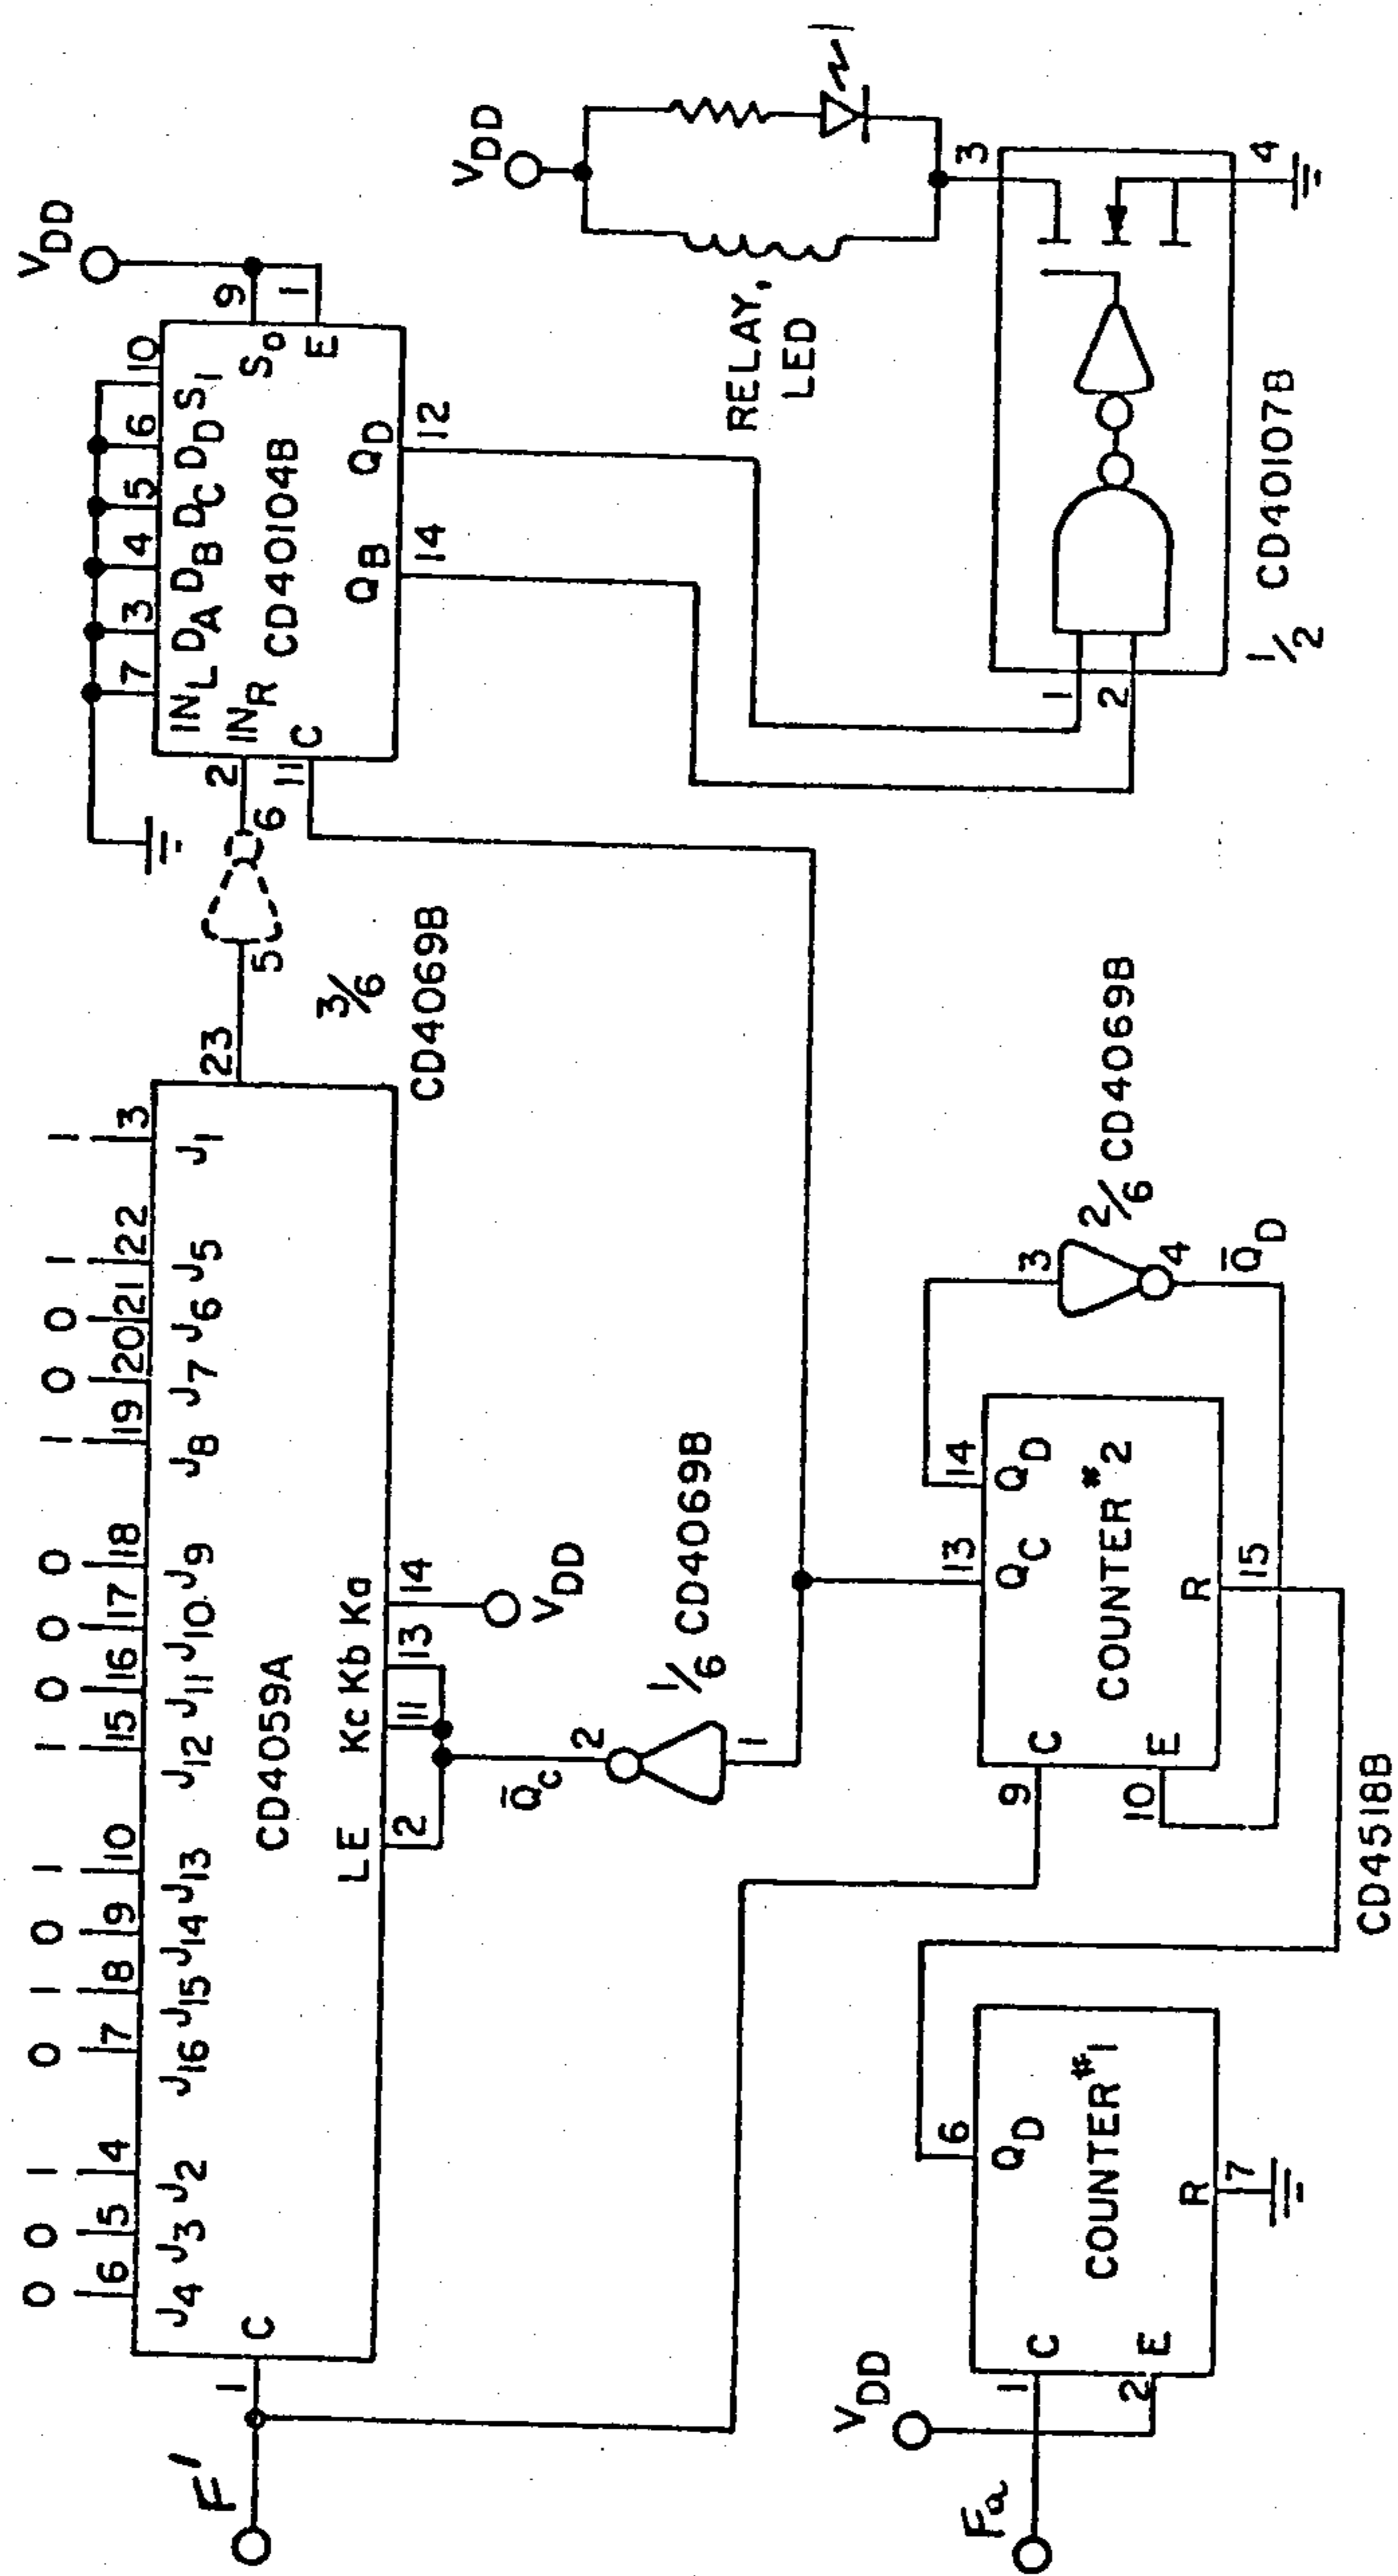 F'
1
C
0 0 1 0 1 0 1 1 0 0 0 1 0 0 1 1
6 5 4 7 8 9 10 15 16 17 18 19 20 21 22 3
J4 J3 J2 J16 J15 J14 J13 J12 J11 J10 J9 J8 J7 J6 J5 J1
CD4059A
LE Kc Kb Ka
2 11 13 14
VDD
23
5
6
3/6
CD4069B
Q̄C
2
1
1/6 CD4069B
7 3 4 5 6 10
INL DA DB DC DD S1
2
INR
11
C
CD40104B
S0
9
E
1
VDD
QB QD
14 12
VDD
RELAY,
LED
3
1
2
4
1/2 CD40107B
Fa
VDD
1
C
2
E
6
QD
COUNTER #1
R
7
9
C
10
E
13
QC
14
QD
COUNTER #2
R
15
CD4518B
3
4
2/6 CD4069B
Q̄D